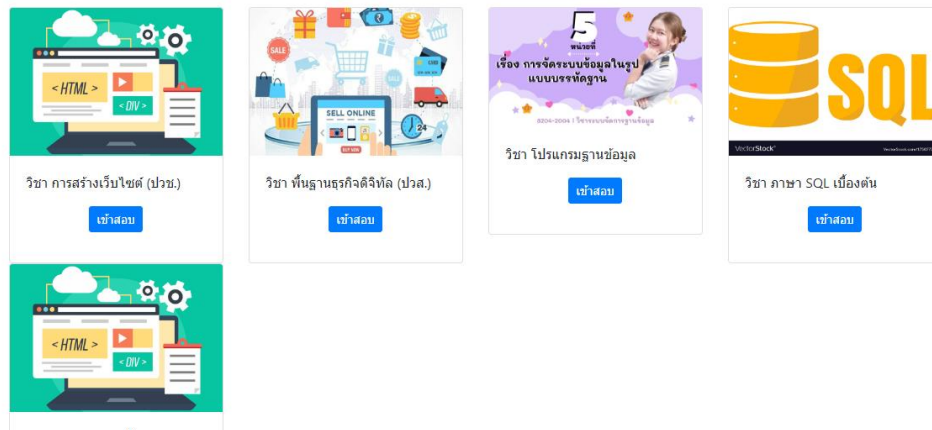 < HTML >
< DIV >
วิชา การสร้างเว็บไซต์ (ปวช.)
เข้าสอบ
SALE
SALE
SELL ONLINE
BUY NOW
24
วิชา พื้นฐานธุรกิจดิจิทัล (ปวส.)
เข้าสอบ
5
หน่วยที่
เรื่อง การจัดระบบข้อมูลในรูป
แบบบรรทัดฐาน
วิชา โปรแกรมฐานข้อมูล
เข้าสอบ
SQL
VectorStock
วิชา ภาษา SQL เบื้องต้น
เข้าสอบ
< HTML >
< DIV >